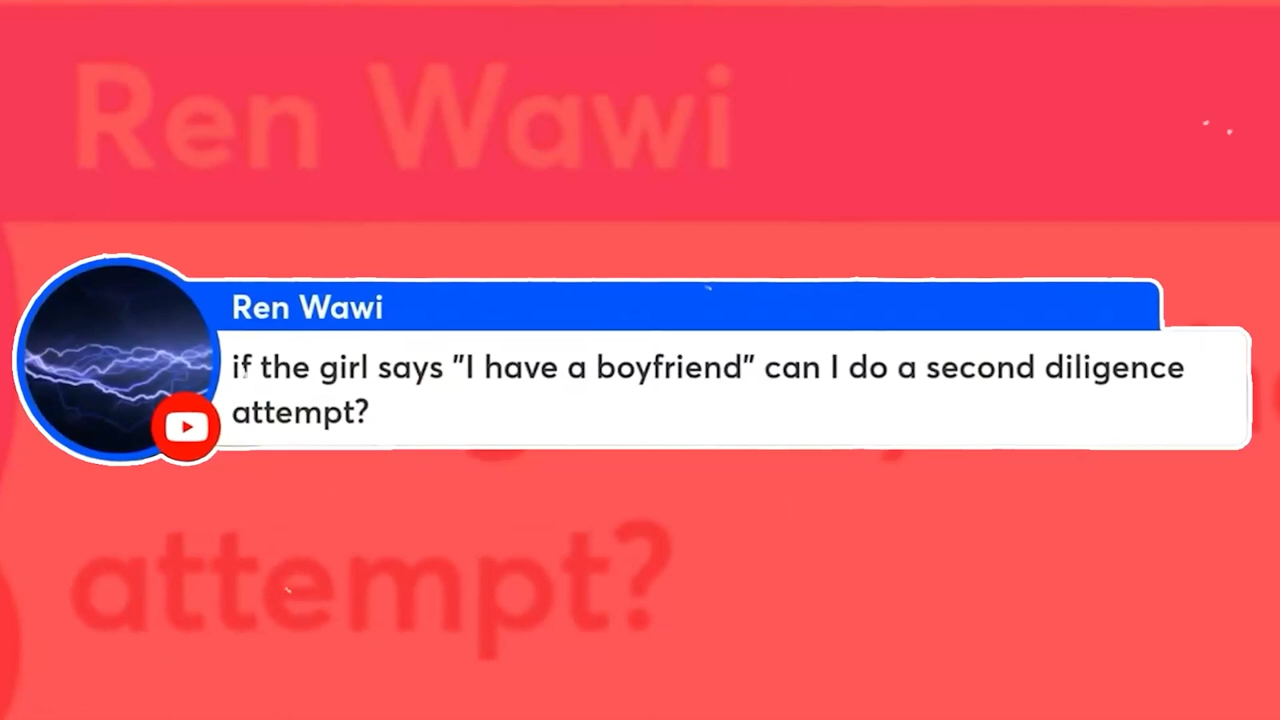 Ren Wawi
Ren Wawi
if the girl says "I have a boyfriend" can I do a second diligence
attempt?
attempt?